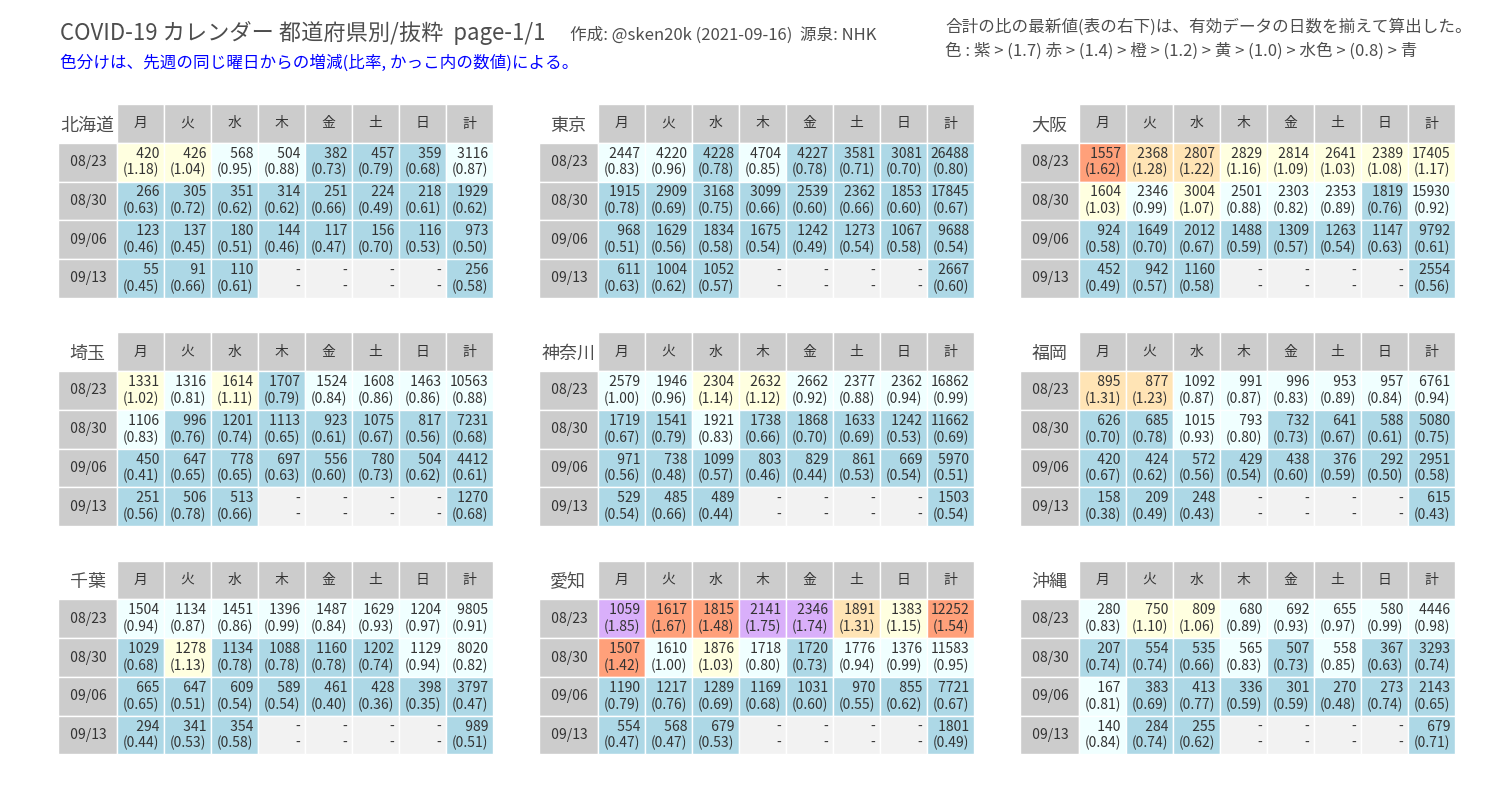 COVID-19 カレンダー 都道府県別/抜粋 page-1/1 作成: @sken20k (2021-09-16) 源泉: NHK
色分けは、先週の同じ曜日からの増減(比率, かっこ内の数値)による。
合計の比の最新値(表の右下)は、有効データの日数を揃えて算出した。
色 : 紫 > (1.7) 赤 > (1.4) > 橙 > (1.2) > 黄 > (1.0) > 水色 > (0.8) > 青
北海道 月 火 水 木 金 土 日 計
08/23 420 426 568 504 382 457 359 3116
(1.18) (1.04) (0.95) (0.88) (0.73) (0.79) (0.68) (0.87)
08/30 266 305 351 314 251 224 218 1929
(0.63) (0.72) (0.62) (0.62) (0.66) (0.49) (0.61) (0.62)
09/06 123 137 180 144 117 156 116 973
(0.46) (0.45) (0.51) (0.46) (0.47) (0.70) (0.53) (0.50)
09/13 55 91 110 - - - - 256
(0.45) (0.66) (0.61) - - - - (0.58)
東京 月 火 水 木 金 土 日 計
08/23 2447 4220 4228 4704 4227 3581 3081 26488
(0.83) (0.96) (0.78) (0.85) (0.78) (0.71) (0.70) (0.80)
08/30 1915 2909 3168 3099 2539 2362 1853 17845
(0.78) (0.69) (0.75) (0.66) (0.60) (0.66) (0.60) (0.67)
09/06 968 1629 1834 1675 1242 1273 1067 9688
(0.51) (0.56) (0.58) (0.54) (0.49) (0.54) (0.58) (0.54)
09/13 611 1004 1052 - - - - 2667
(0.63) (0.62) (0.57) - - - - (0.60)
大阪 月 火 水 木 金 土 日 計
08/23 1557 2368 2807 2829 2814 2641 2389 17405
(1.62) (1.28) (1.22) (1.16) (1.09) (1.03) (1.08) (1.17)
08/30 1604 2346 3004 2501 2303 2353 1819 15930
(1.03) (0.99) (1.07) (0.88) (0.82) (0.89) (0.76) (0.92)
09/06 924 1649 2012 1488 1309 1263 1147 9792
(0.58) (0.70) (0.67) (0.59) (0.57) (0.54) (0.63) (0.61)
09/13 452 942 1160 - - - - 2554
(0.49) (0.57) (0.58) - - - - (0.56)
埼玉 月 火 水 木 金 土 日 計
08/23 1331 1316 1614 1707 1524 1608 1463 10563
(1.02) (0.81) (1.11) (0.79) (0.84) (0.86) (0.86) (0.88)
08/30 1106 996 1201 1113 923 1075 817 7231
(0.83) (0.76) (0.74) (0.65) (0.61) (0.67) (0.56) (0.68)
09/06 450 647 778 697 556 780 504 4412
(0.41) (0.65) (0.65) (0.63) (0.60) (0.73) (0.62) (0.61)
09/13 251 506 513 - - - - 1270
(0.56) (0.78) (0.66) - - - - (0.68)
神奈川 月 火 水 木 金 土 日 計
08/23 2579 1946 2304 2632 2662 2377 2362 16862
(1.00) (0.96) (1.14) (1.12) (0.92) (0.88) (0.94) (0.99)
08/30 1719 1541 1921 1738 1868 1633 1242 11662
(0.67) (0.79) (0.83) (0.66) (0.70) (0.69) (0.53) (0.69)
09/06 971 738 1099 803 829 861 669 5970
(0.56) (0.48) (0.57) (0.46) (0.44) (0.53) (0.54) (0.51)
09/13 529 485 489 - - - - 1503
(0.54) (0.66) (0.44) - - - - (0.54)
福岡 月 火 水 木 金 土 日 計
08/23 895 877 1092 991 996 953 957 6761
(1.31) (1.23) (0.87) (0.87) (0.83) (0.89) (0.84) (0.94)
08/30 626 685 1015 793 732 641 588 5080
(0.70) (0.78) (0.93) (0.80) (0.73) (0.67) (0.61) (0.75)
09/06 420 424 572 429 438 376 292 2951
(0.67) (0.62) (0.56) (0.54) (0.60) (0.59) (0.50) (0.58)
09/13 158 209 248 - - - - 615
(0.38) (0.49) (0.43) - - - - (0.43)
千葉 月 火 水 木 金 土 日 計
08/23 1504 1134 1451 1396 1487 1629 1204 9805
(0.94) (0.87) (0.86) (0.99) (0.84) (0.93) (0.97) (0.91)
08/30 1029 1278 1134 1088 1160 1202 1129 8020
(0.68) (1.13) (0.78) (0.78) (0.78) (0.74) (0.94) (0.82)
09/06 665 647 609 589 461 428 398 3797
(0.65) (0.51) (0.54) (0.54) (0.40) (0.36) (0.35) (0.47)
09/13 294 341 354 - - - - 989
(0.44) (0.53) (0.58) - - - - (0.51)
愛知 月 火 水 木 金 土 日 計
08/23 1059 1617 1815 2141 2346 1891 1383 12252
(1.85) (1.67) (1.48) (1.75) (1.74) (1.31) (1.15) (1.54)
08/30 1507 1610 1876 1718 1720 1776 1376 11583
(1.42) (1.00) (1.03) (0.80) (0.73) (0.94) (0.99) (0.95)
09/06 1190 1217 1289 1169 1031 970 855 7721
(0.79) (0.76) (0.69) (0.68) (0.60) (0.55) (0.62) (0.67)
09/13 554 568 679 - - - - 1801
(0.47) (0.47) (0.53) - - - - (0.49)
沖縄 月 火 水 木 金 土 日 計
08/23 280 750 809 680 692 655 580 4446
(0.83) (1.10) (1.06) (0.89) (0.93) (0.97) (0.99) (0.98)
08/30 207 554 535 565 507 558 367 3293
(0.74) (0.74) (0.66) (0.83) (0.73) (0.85) (0.63) (0.74)
09/06 167 383 413 336 301 270 273 2143
(0.81) (0.69) (0.77) (0.59) (0.59) (0.48) (0.74) (0.65)
09/13 140 284 255 - - - - 679
(0.84) (0.74) (0.62) - - - - (0.71)